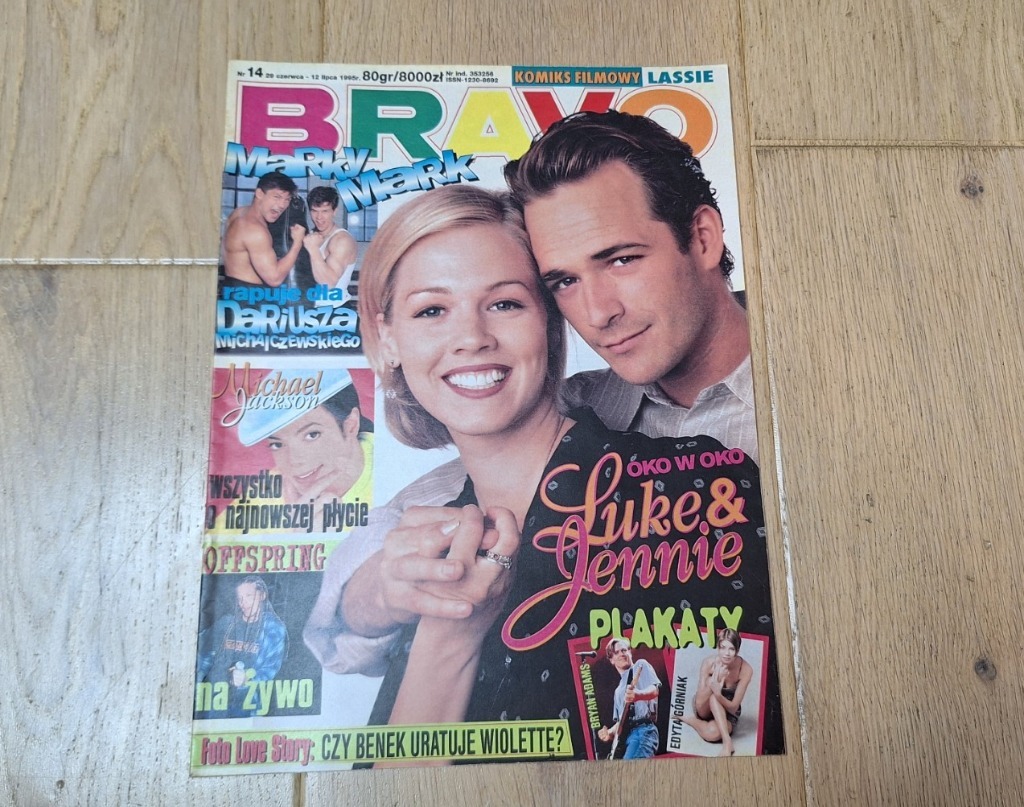 Nr 14 29 czerwca - 12 lipca 1995r. 80gr/8000zł Nr ind. 353256
ISSN-1230-8692
KOMIKS FILMOWY LASSIE
BRAVO
MARKY
MARK
rapuje dla
DARIUSZA
MICHALCZEWSKIEGO
Michael
Jackson
wszystko
o najnowszej płycie
OFFSPRING
na żywo
OKO W OKO
Luke &
Jennie
PLAKATY
BRYAN ADAMS
EDYTA GÓRNIAK
Foto Love Story: CZY BENEK URATUJE WIOLETTĘ?